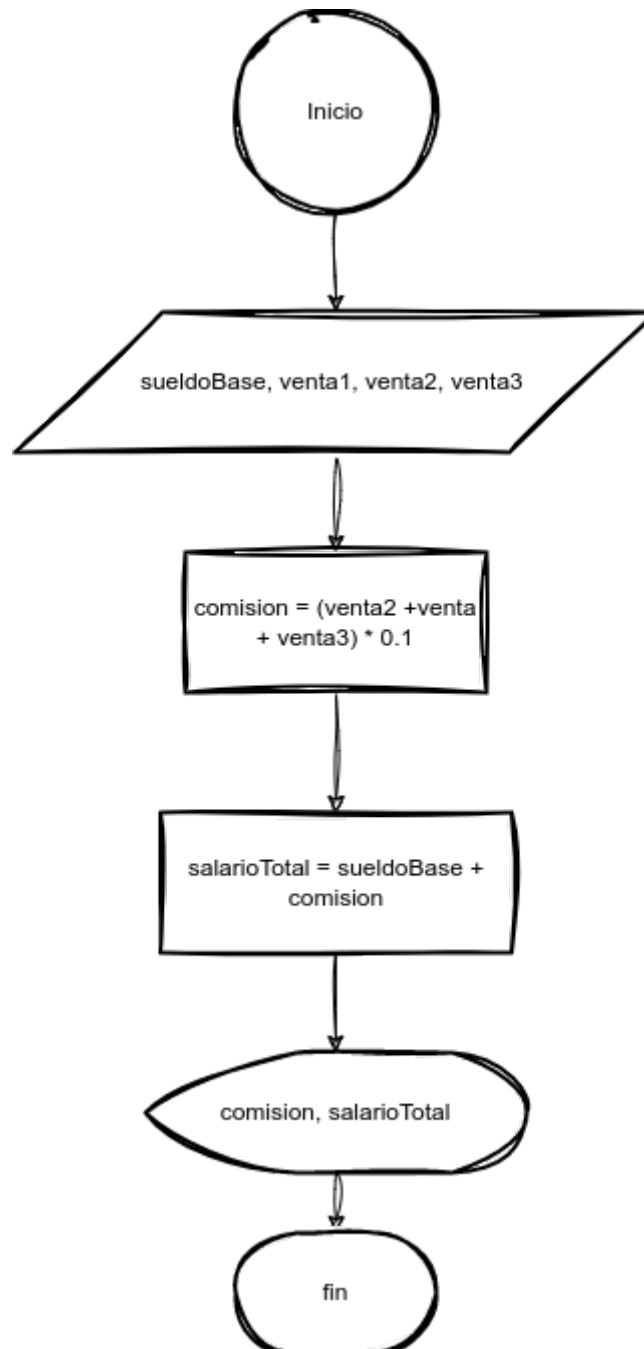 Inicio
sueldoBase, venta1, venta2, venta3
comision = (venta2 +venta
+ venta3) * 0.1
salarioTotal = sueldoBase +
comision
comision, salarioTotal
fin